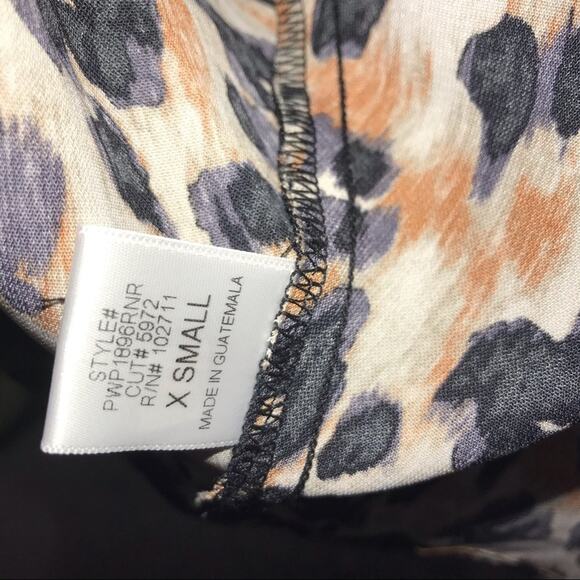 STYLE#
PWP1896RNR
CUT# 5972
R/N# 102711
X SMALL
MADE IN GUATEMALA